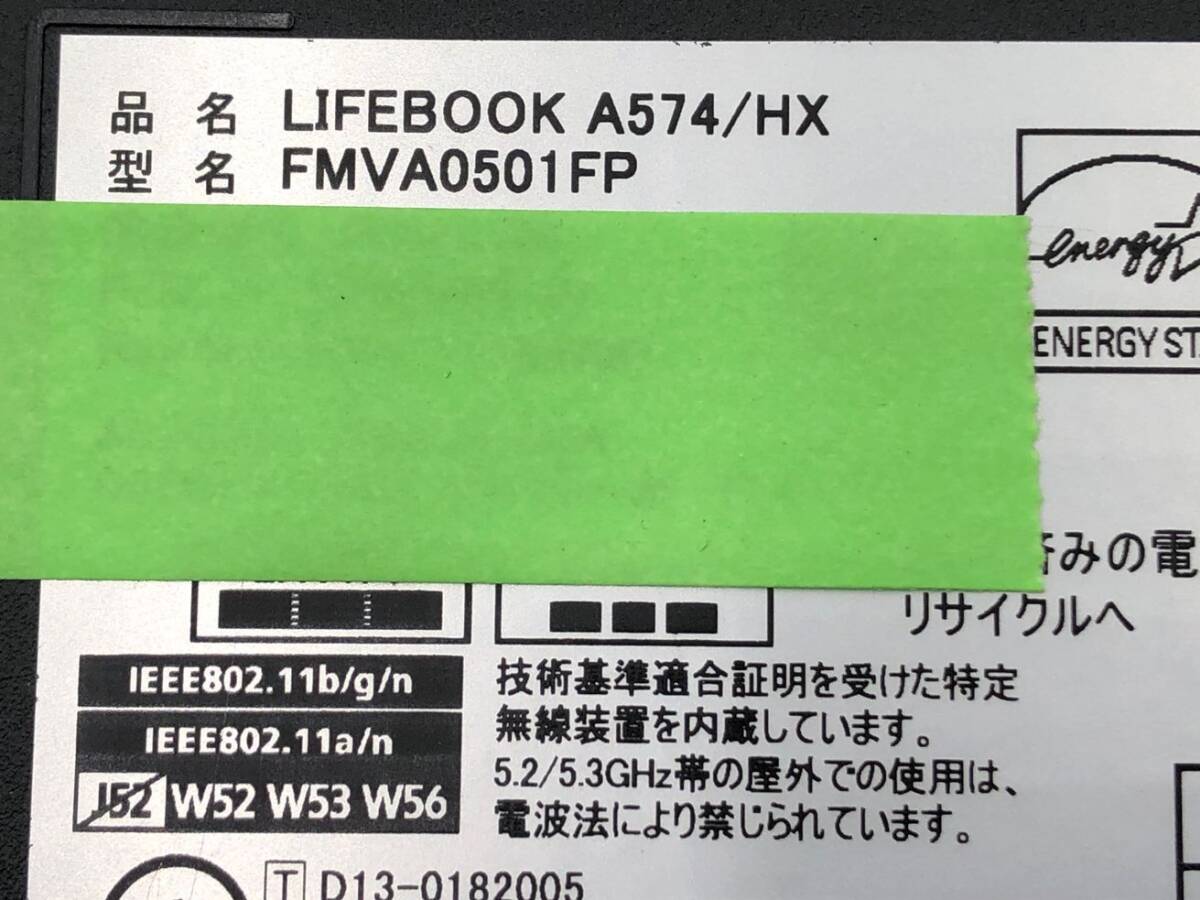 品 名 LIFEBOOK A574/HX
型 名 FMVA0501FP
energy
ENERGY ST
済みの電
リサイクルへ
IEEE802.11b/g/n
IEEE802.11a/n
J52 W52 W53 W56
技術基準適合証明を受けた特定
無線装置を内蔵しています。
5.2/5.3GHz帯の屋外での使用は、
電波法により禁じられています。
T D13-0182005